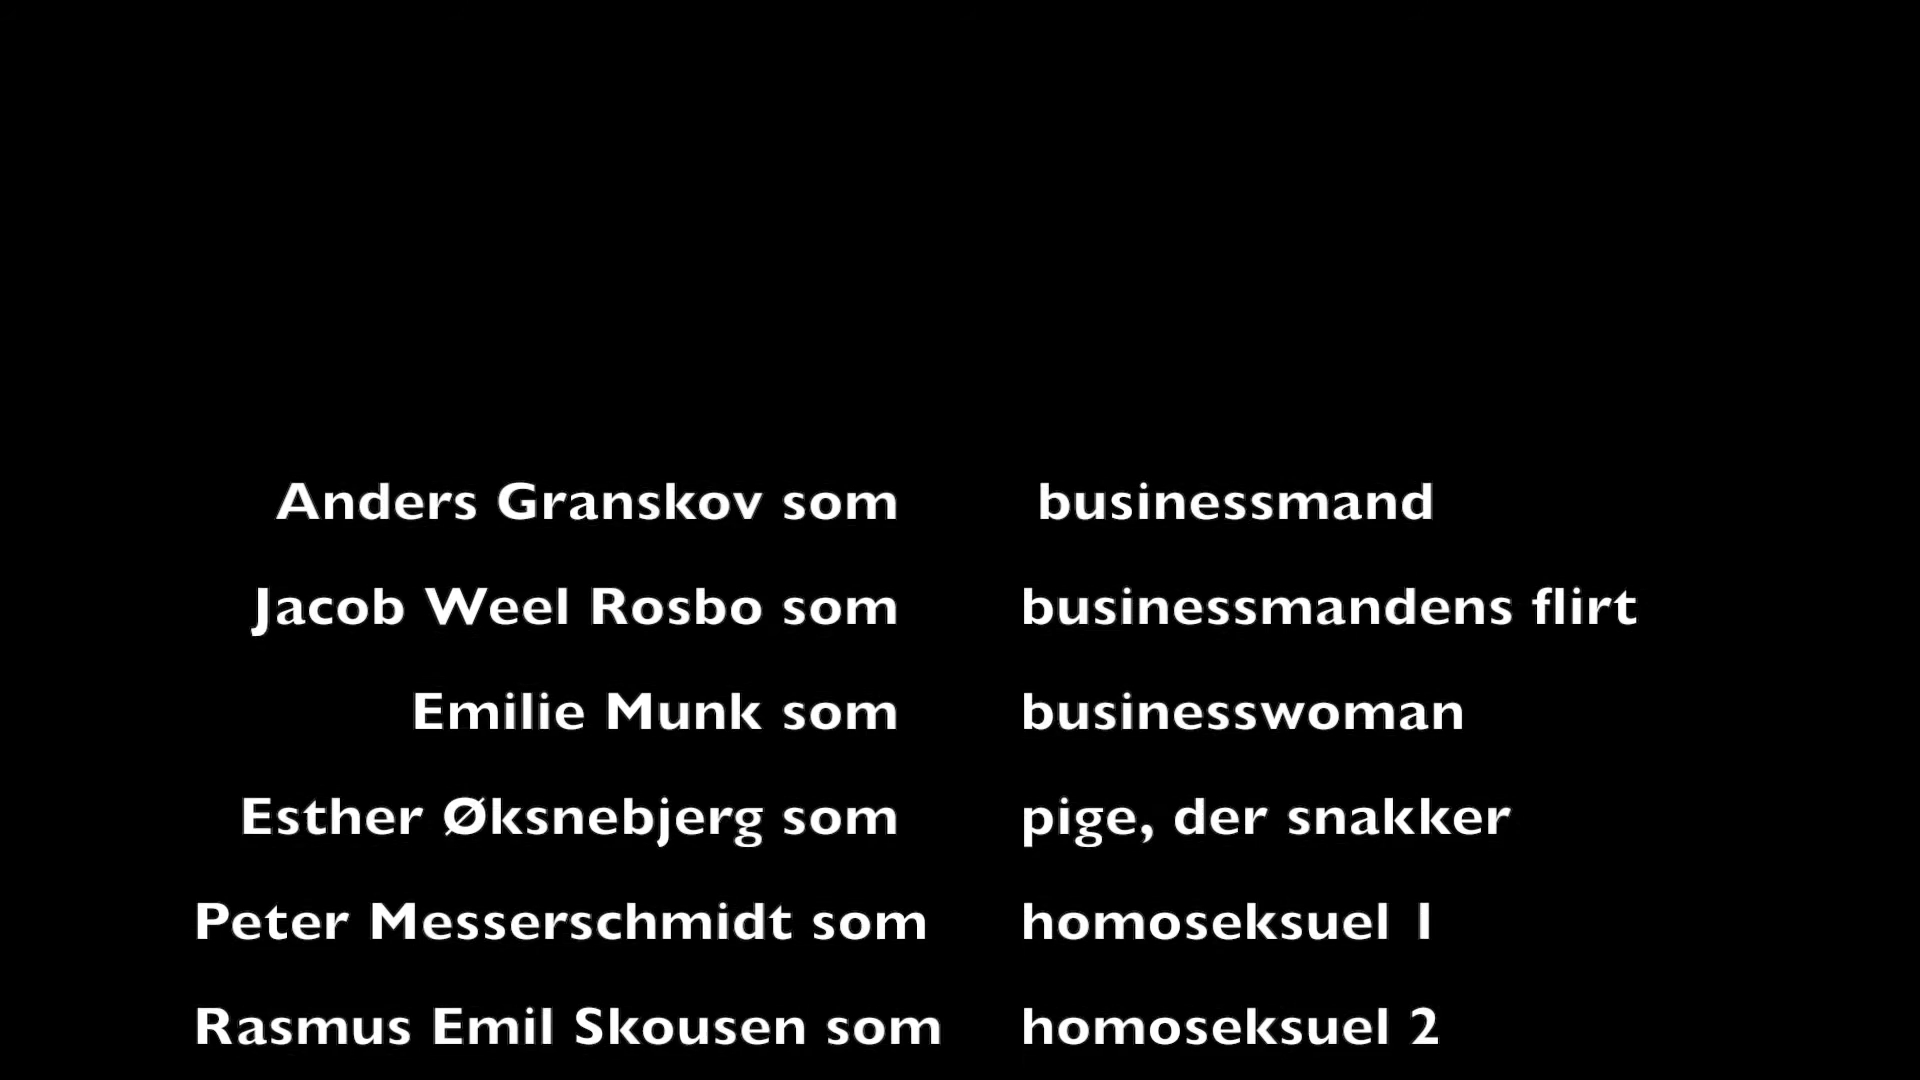 Anders Granskov som businessmand
Jacob Weel Rosbo som businessmandens flirt
Emilie Munk som businesswoman
Esther Øksnebjerg som pige, der snakker
Peter Messerschmidt som homoseksuel 1
Rasmus Emil Skousen som homoseksuel 2